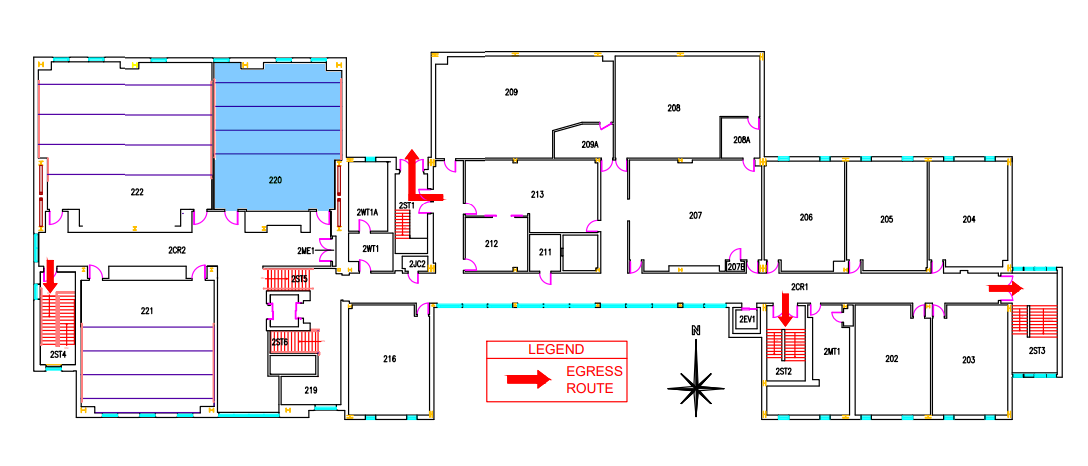 209
208
209A
208A
222
220
213
2WT1A
2ST1
207
206
205
204
2CR2
2ME1
2WT1
212
211
2JC2
207B
2ST5
2CR1
221
2EV1
2ST4
2ST6
216
N
LEGEND
EGRESS
ROUTE
2ST2
2MT1
202
203
2ST3
219